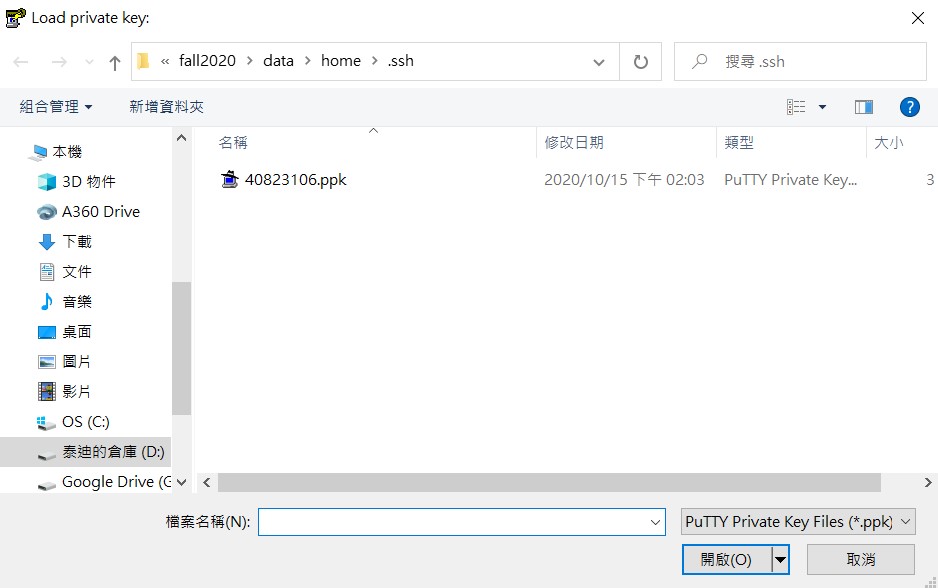 Load private key:
« fall2020 › data › home › .ssh
搜尋 .ssh
組合管理 新增資料夾
名稱 修改日期 類型 大小
40823106.ppk 2020/10/15 下午 02:03 PuTTY Private Key... 3
本機
3D 物件
A360 Drive
下載
文件
音樂
桌面
圖片
影片
OS (C:)
泰迪的倉庫 (D:)
Google Drive (G
檔案名稱(N): PuTTY Private Key Files (*.ppk)
開啟(O) 取消